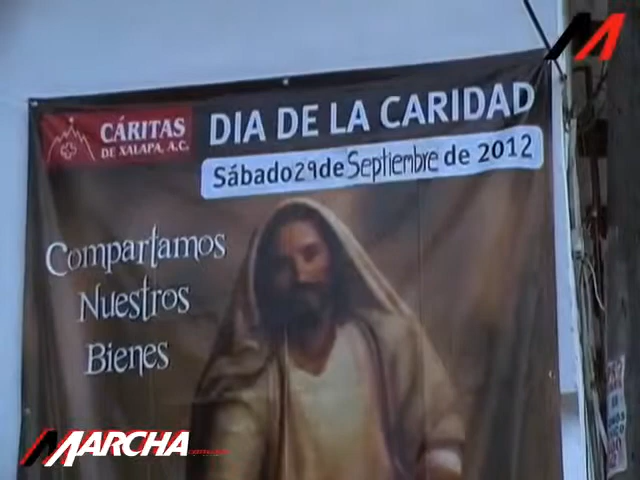 CÁRITAS
DE XALAPA, A.C.
DIA DE LA CARIDAD
Sábado 29 de Septiembre de 2012
Compartamos
Nuestros
Bienes
MARCHA